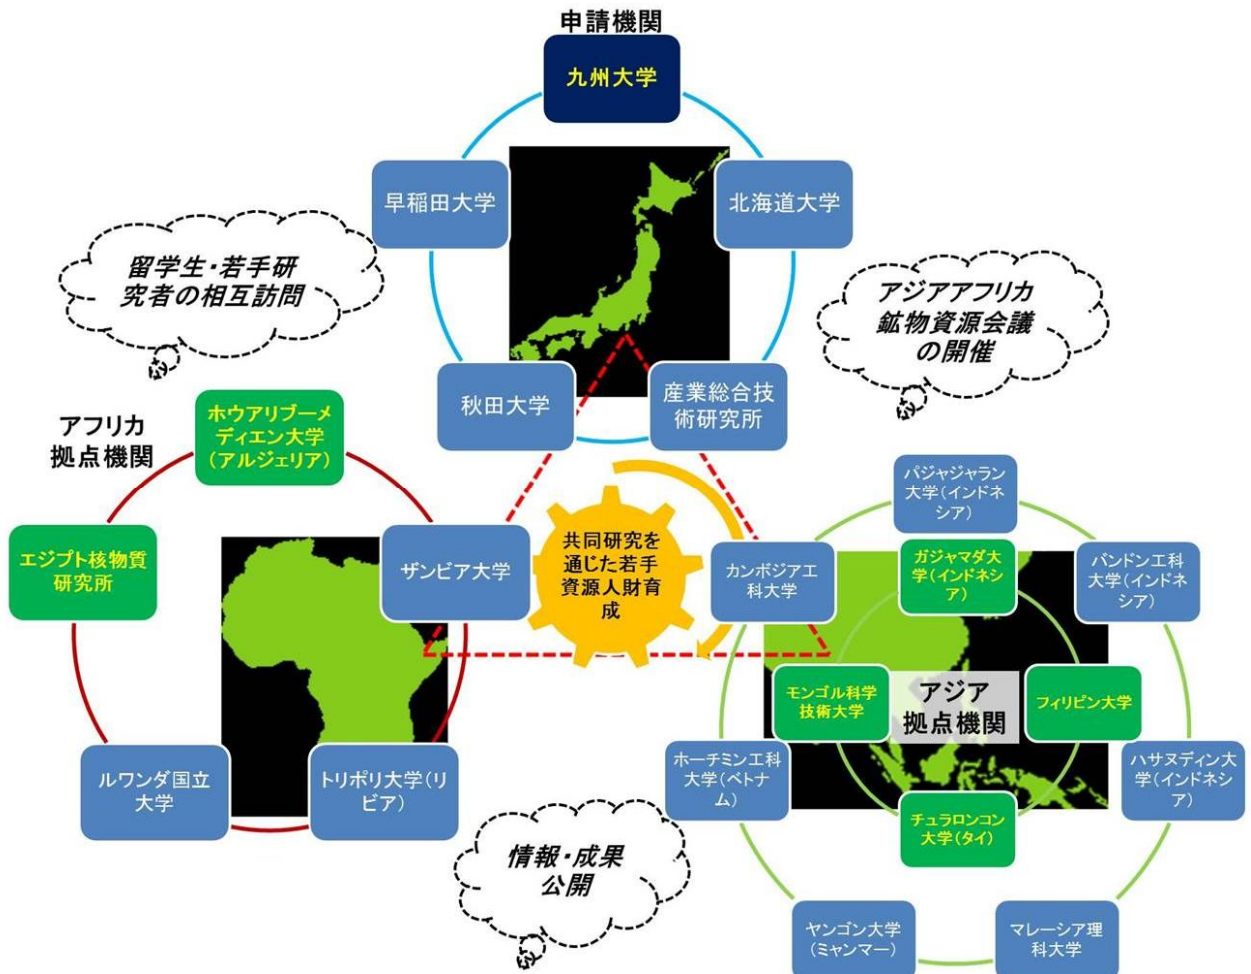 申請機関
九州大学
早稲田大学
北海道大学
秋田大学
産業総合技
術研究所
留学生・若手研
究者の相互訪問
アジアアフリカ
鉱物資源会議
の開催
アフリカ
拠点機関
ホウアリブーメ
ディエン大学
(アルジェリア)
エジプト核物質
研究所
ザンビア大学
ルワンダ国立
大学
トリポリ大学(リ
ビア)
共同研究を
通じた若手
資源人財育
成
パジャジャラン
大学(インドネ
シア)
カンボジア工
科大学
ガジャマダ大
学(インドネシ
ア)
バンドン工科
大学(インドネ
シア)
モンゴル科学
技術大学
アジア
拠点機関
フィリピン大学
ホーチミン工科
大学(ベトナ
ム)
ハサヌディン大
学(インドネシ
ア)
チュラロンコン
大学(タイ)
ヤンゴン大学
(ミャンマー)
マレーシア理
科大学
情報・成果
公開